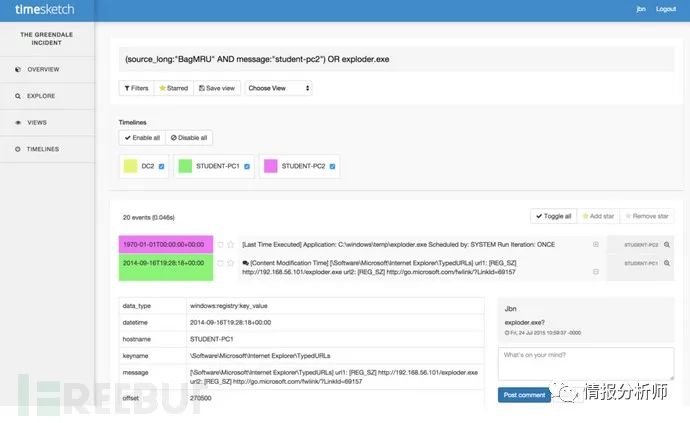 timesketch
jbn Logout
THE GREENDALE
INCIDENT
OVERVIEW
EXPLORE
VIEWS
TIMELINES
(source_long:"BagMRU" AND message:"student-pc2") OR exploder.exe
Filters Starred Save view Choose View
Timelines
Enable all Disable all
DC2 STUDENT-PC1 STUDENT-PC2
20 events (0.046s)
Toggle all Add star Remove star
1970-01-01T00:00:00+00:00 [Last Time Executed] Application: C:\windows\temp\exploder.exe Scheduled by: SYSTEM Run Iteration: ONCE STUDENT-PC2
2014-09-16T19:28:18+00:00 [Content Modification Time] [\Software\Microsoft\Internet Explorer\TypedURLs] url1: [REG_SZ] STUDENT-PC1
http://192.168.56.101/exploder.exe url2: [REG_SZ] http://go.microsoft.com/fwlink/?LinkId=69157
data_type windows:registry:key_value
datetime 2014-09-16T19:28:18+00:00
hostname STUDENT-PC1
keyname \Software\Microsoft\Internet Explorer\TypedURLs
message [\Software\Microsoft\Internet Explorer\TypedURLs] url1: [REG_SZ] http://192.168.56.101/exploder.exe
url2: [REG_SZ] http://go.microsoft.com/fwlink/?LinkId=69157
offset 270500
Jbn
exploder.exe?
Fri, 24 Jul 2015 10:59:37 -0000
What's on your mind?
Post comment
REEBUF
情报分析师